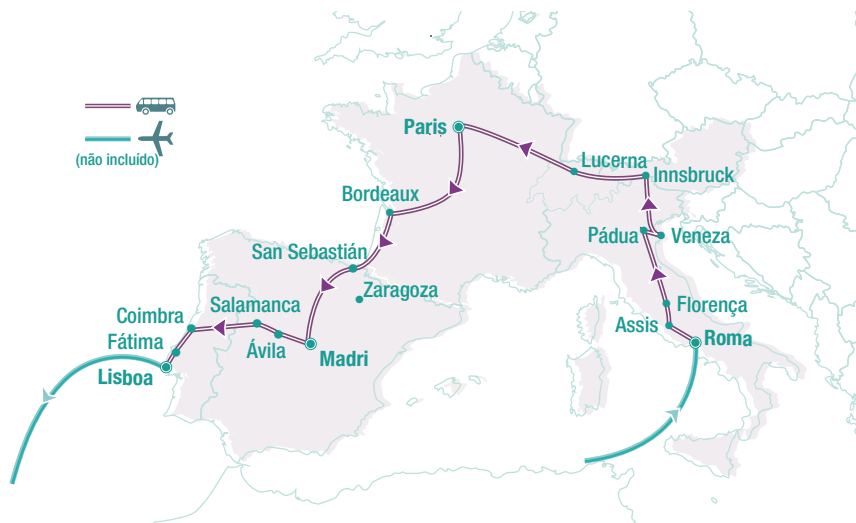 (não incluído)
Paris
Lucerna
Innsbruck
Bordeaux
Pádua
Veneza
San Sebastián
Zaragoza
Coimbra
Salamanca
Florença
Fátima
Assis
Roma
Lisboa
Ávila
Madri